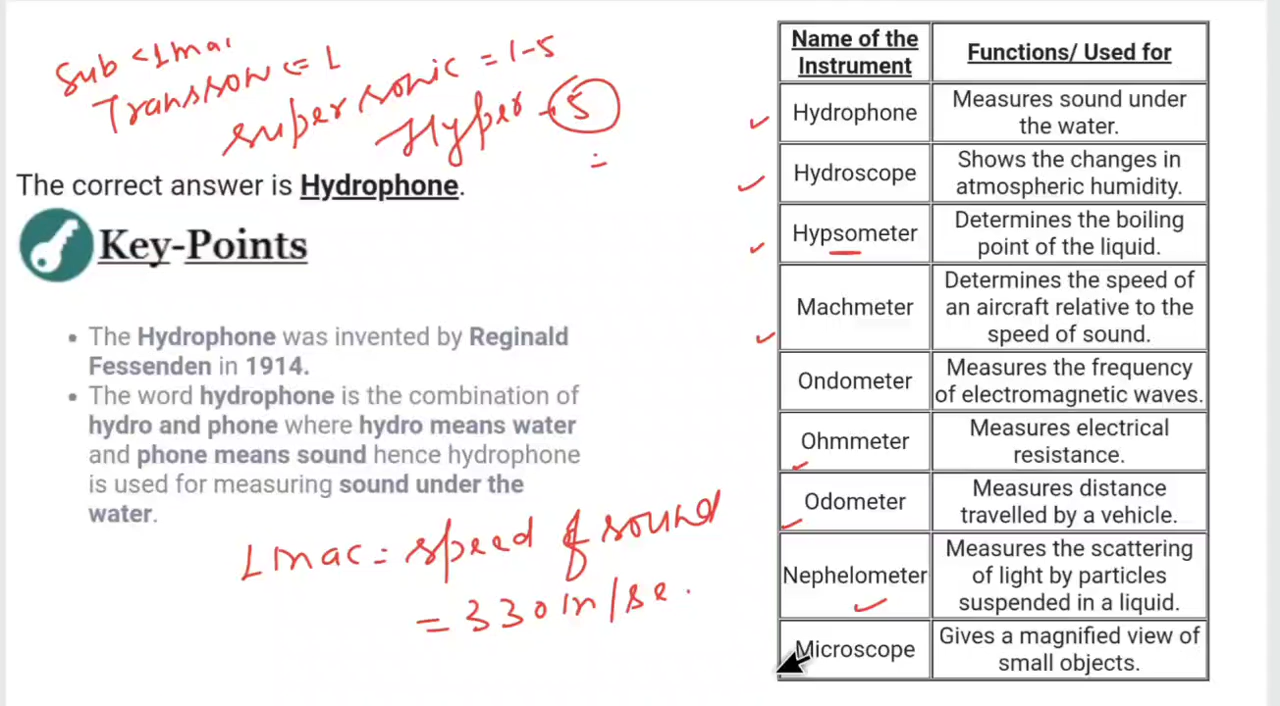 Sub < 1 mac
Transson <= 1
supersonic = 1-5
Hyper - 5
=
The correct answer is Hydrophone.
Key-Points
• The Hydrophone was invented by Reginald
Fessenden in 1914.
• The word hydrophone is the combination of
hydro and phone where hydro means water
and phone means sound hence hydrophone
is used for measuring sound under the
water.
1 mac = speed of sound
= 330 m/se.
Name of the
Instrument
Functions/ Used for
Hydrophone
Measures sound under
the water.
Hydroscope
Shows the changes in
atmospheric humidity.
Hypsometer
Determines the boiling
point of the liquid.
Machmeter
Determines the speed of
an aircraft relative to the
speed of sound.
Ondometer
Measures the frequency
of electromagnetic waves.
Ohmmeter
Measures electrical
resistance.
Odometer
Measures distance
travelled by a vehicle.
Nephelometer
Measures the scattering
of light by particles
suspended in a liquid.
Microscope
Gives a magnified view of
small objects.